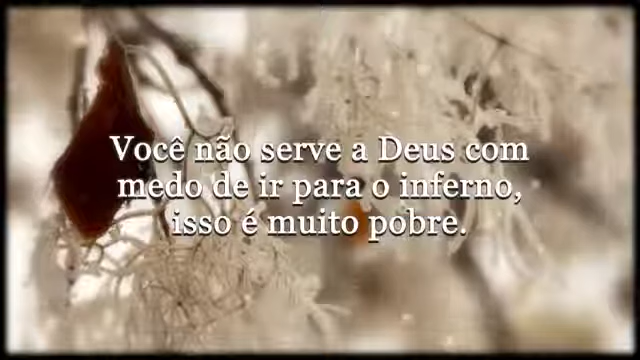 Você não serve a Deus com
medo de ir para o inferno,
isso é muito pobre.